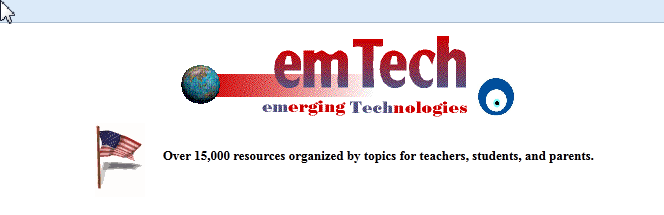 emTech
emerging Technologies
Over 15,000 resources organized by topics for teachers, students, and parents.